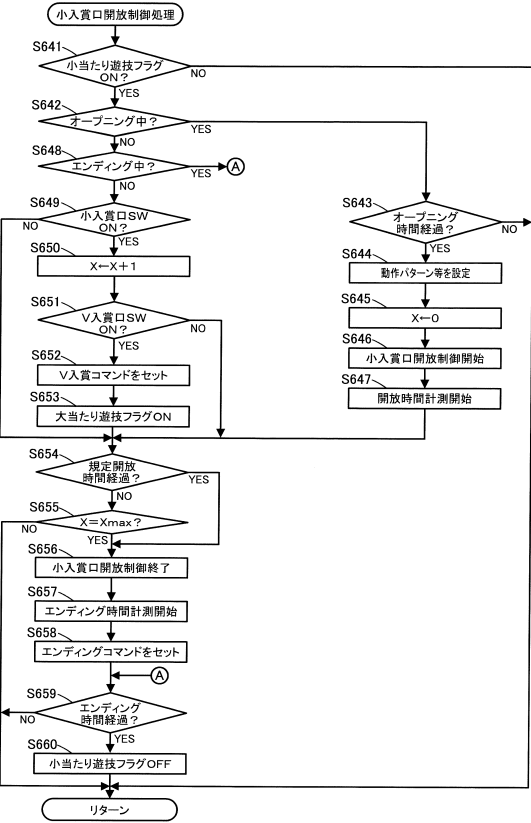 小入賞口開放制御処理
S641
小当たり遊技フラグ
ON？
NO
YES
S642
オープニング中？
YES
NO
S648
エンディング中？
YES
A
NO
S649
小入賞口SW
ON？
NO
YES
S650
X←X＋1
S651
V入賞口SW
ON？
NO
YES
S652
V入賞コマンドをセット
S653
大当たり遊技フラグON
S643
オープニング
時間経過？
NO
YES
S644
動作パターン等を設定
S645
X←0
S646
小入賞口開放制御開始
S647
開放時間計測開始
S654
規定開放
時間経過？
YES
NO
S655
X＝Xmax？
NO
YES
S656
小入賞口開放制御終了
S657
エンディング時間計測開始
S658
エンディングコマンドをセット
A
S659
エンディング
時間経過？
NO
YES
S660
小当たり遊技フラグOFF
リターン